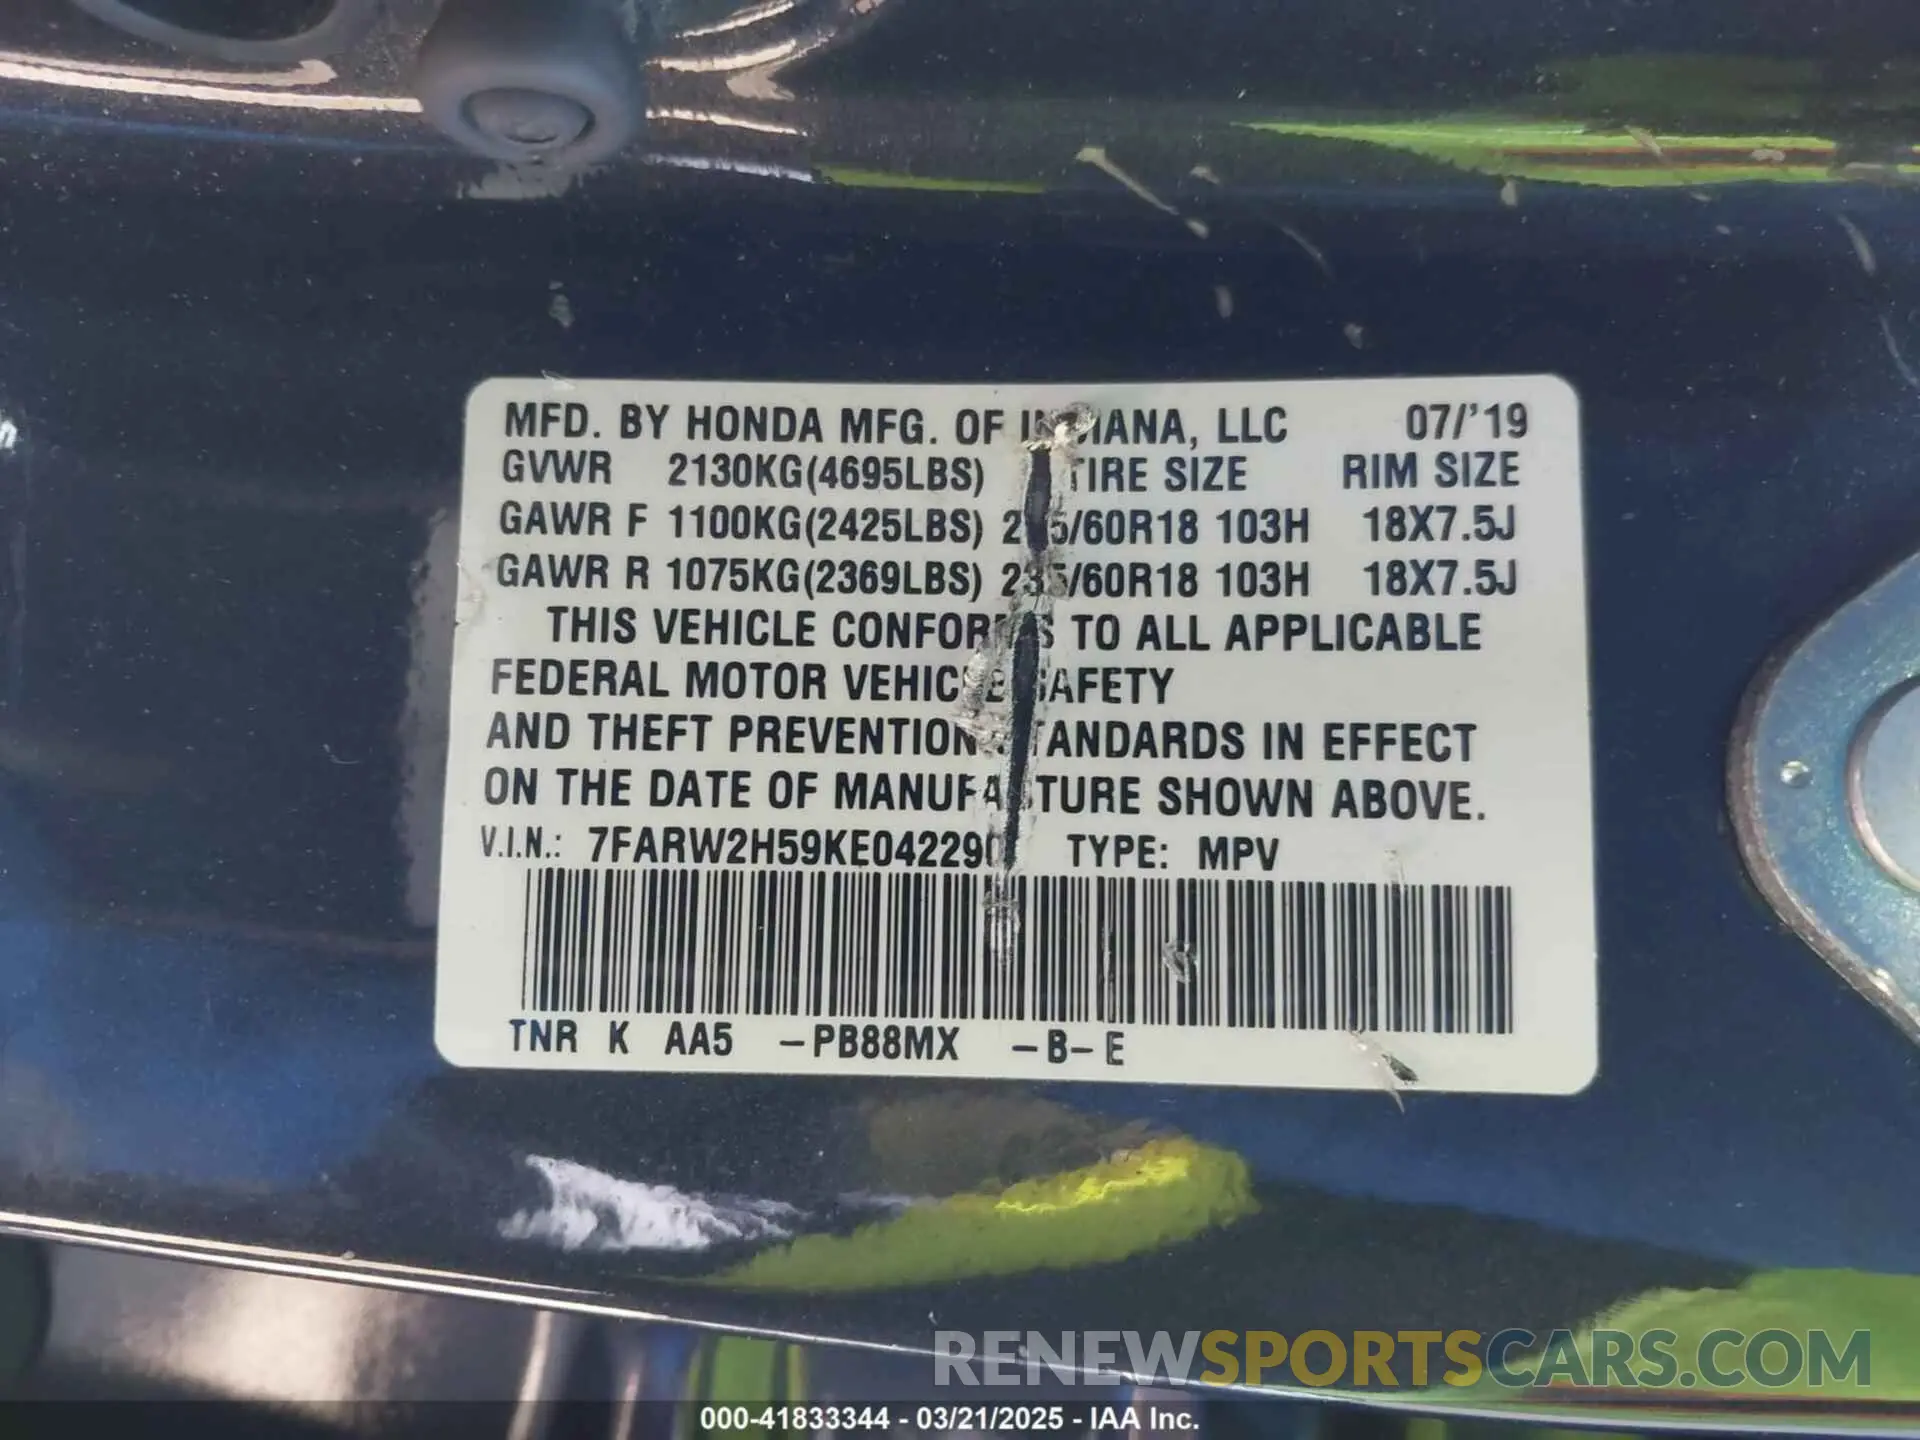 MFD. BY HONDA MFG. OF INDIANA, LLC 07/'19
GVWR 2130KG(4695LBS) TIRE SIZE RIM SIZE
GAWR F 1100KG(2425LBS) 235/60R18 103H 18X7.5J
GAWR R 1075KG(2369LBS) 235/60R18 103H 18X7.5J
THIS VEHICLE CONFORMS TO ALL APPLICABLE
FEDERAL MOTOR VEHICLE SAFETY
AND THEFT PREVENTION STANDARDS IN EFFECT
ON THE DATE OF MANUFACTURE SHOWN ABOVE.
V.I.N.: 7FARW2H59KE042290 TYPE: MPV
TNR K AA5 -PB88MX -B- E
RENEWSPORTSCARS.COM
000-41833344 - 03/21/2025 - IAA Inc.